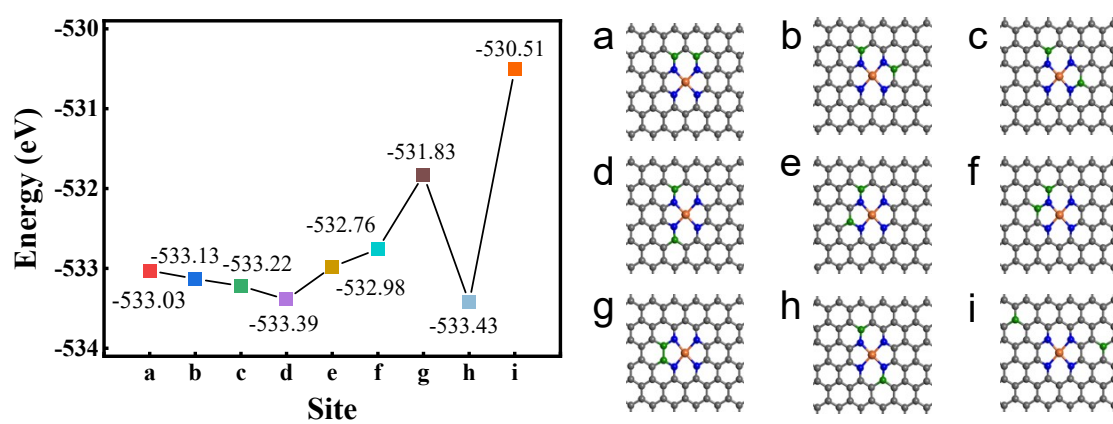 -530
-531
-532
-533
-534
Energy (eV)
-533.03
-533.13
-533.22
-533.39
-532.98
-532.76
-531.83
-533.43
-530.51
a b c d e f g h i
Site
a b c
d e f
g h i